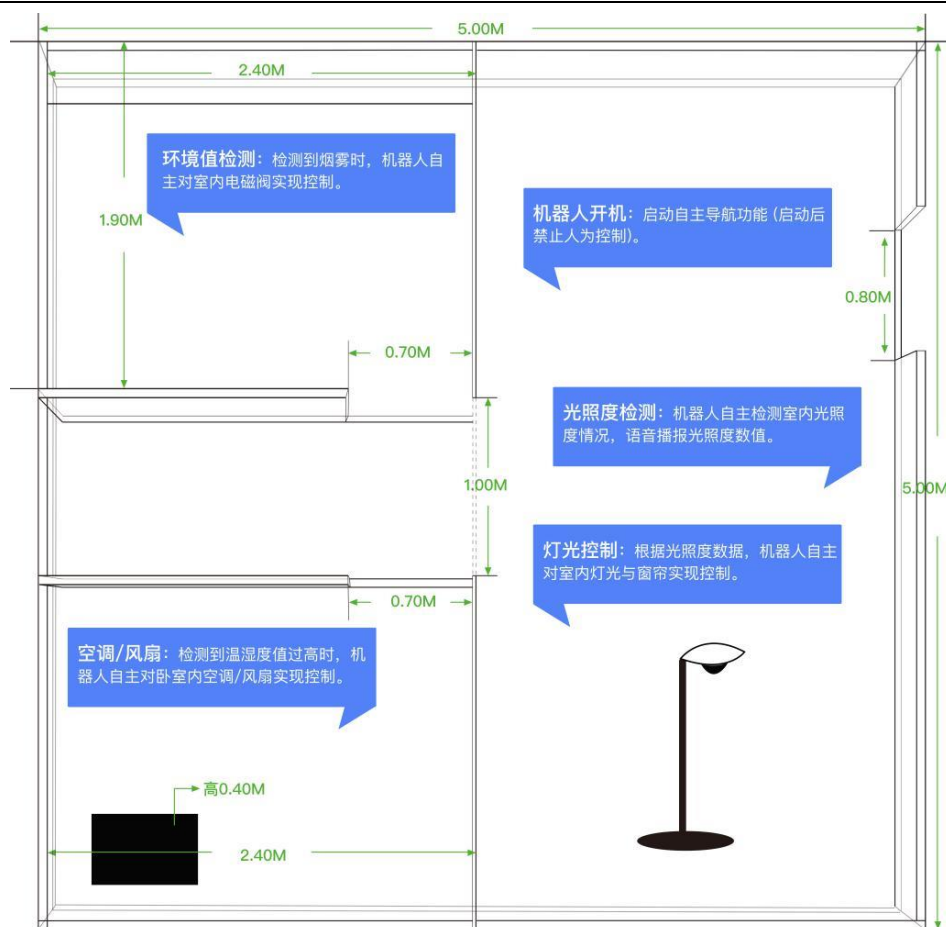 5.00M
2.40M
环境值检测：检测到烟雾时，机器人自
主对室内电磁阀实现控制。
1.90M
机器人开机：启动自主导航功能 (启动后
禁止人为控制)。
0.80M
0.70M
光照度检测：机器人自主检测室内光照
度情况，语音播报光照度数值。
1.00M
5.00M
灯光控制：根据光照度数据，机器人自主
对室内灯光与窗帘实现控制。
0.70M
空调/风扇：检测到温湿度值过高时，机
器人自主对卧室内空调/风扇实现控制。
高0.40M
2.40M